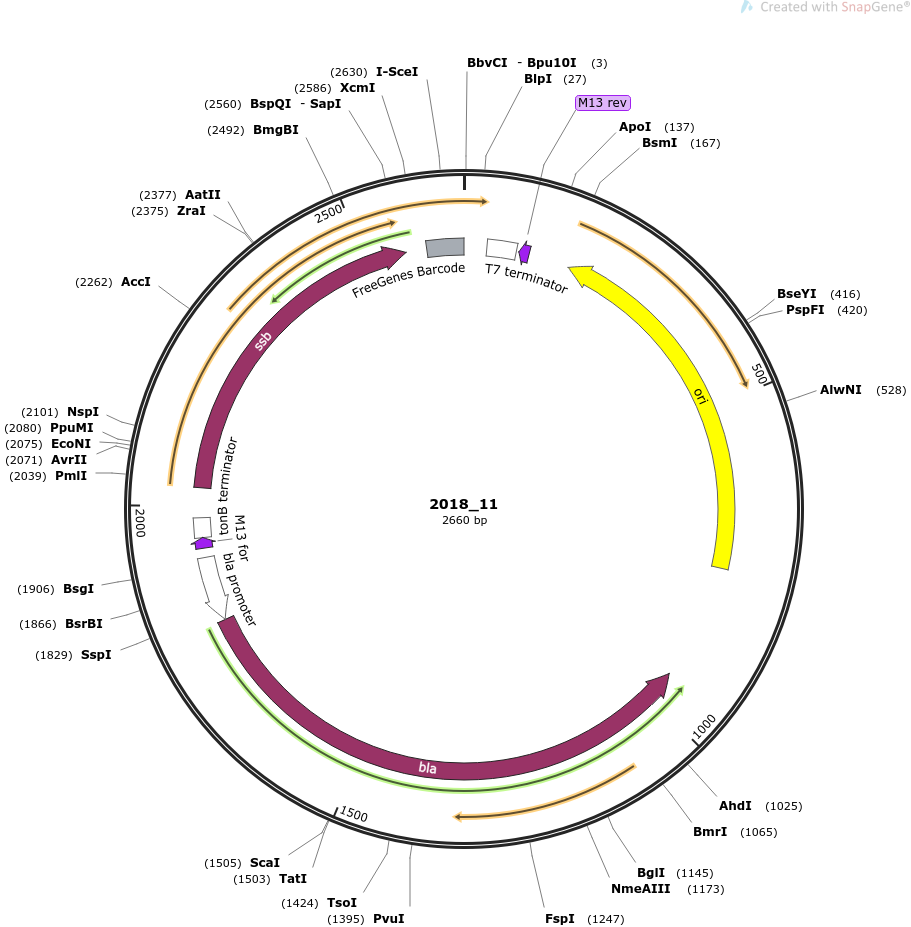 Created with SnapGene®
(2630) I-SceI
BbvCI - Bpu10I (3)
(2586) XcmI
BlpI (27)
(2560) BspQI - SapI
M13 rev
(2492) BmgBI
ApoI (137)
BsmI (167)
(2377) AatII
(2375) ZraI
2500
FreeGenes Barcode
T7 terminator
(2262) AccI
BseYI (416)
PspFI (420)
ssb
500
AlwNI (528)
ori
(2101) NspI
(2080) PpuMI
(2075) EcoNI
(2071) AvrII
(2039) PmlI
tonB terminator
2018_11
2660 bp
2000
M13 for
bla promoter
(1906) BsgI
(1866) BsrBI
(1829) SspI
1000
bla
AhdI (1025)
1500
BmrI (1065)
(1505) ScaI
BglI (1145)
(1503) TatI
NmeAIII (1173)
(1424) TsoI
(1395) PvuI
FspI (1247)